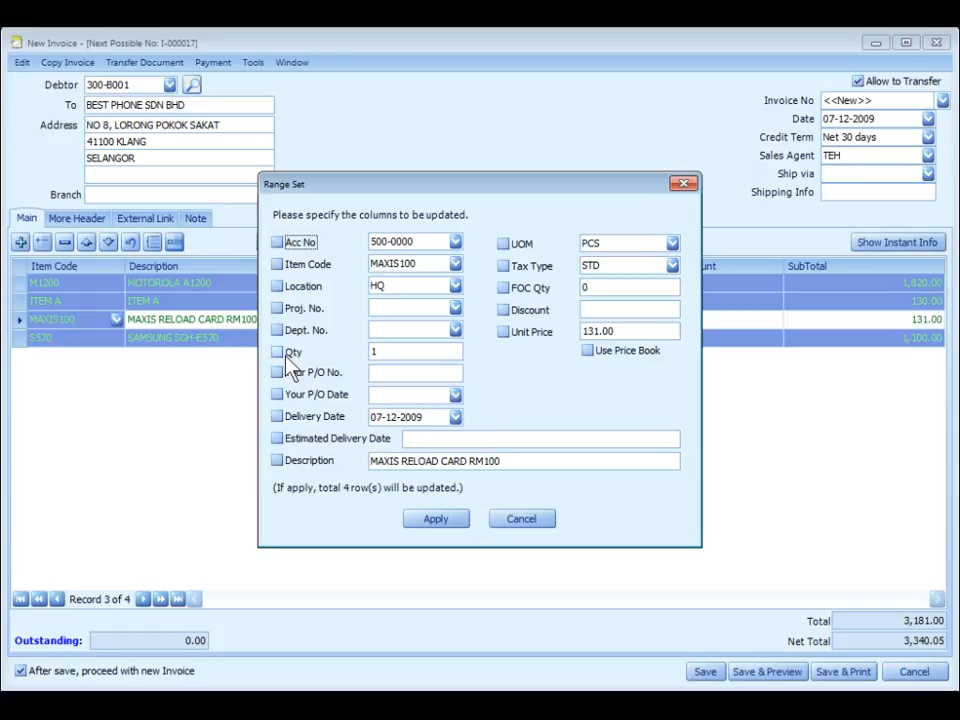 New Invoice - [Next Possible No: I-000017]
Edit Copy Invoice Transfer Document Payment Tools Window
Debtor 300-B001
To BEST PHONE SDN BHD
Address NO 8, LORONG POKOK SAKAT
41100 KLANG
SELANGOR
Branch
Allow to Transfer
Invoice No <<New>>
Date 07-12-2009
Credit Term Net 30 days
Sales Agent TEH
Ship via
Shipping Info
Main More Header External Link Note
Show Instant Info
Item Code Description SubTotal
M1200 MOTOROLA A1200 1,820.00
ITEM A ITEM A 130.00
MAXIS100 MAXIS RELOAD CARD RM100 131.00
S570 SAMSUNG SGH-E570 1,100.00
Range Set
Please specify the columns to be updated.
Acc No 500-0000
Item Code MAXIS100
Location HQ
Proj. No.
Dept. No.
Qty 1
P/O No.
Your P/O Date
Delivery Date 07-12-2009
Estimated Delivery Date
Description MAXIS RELOAD CARD RM100
UOM PCS
Tax Type STD
FOC Qty 0
Discount
Unit Price 131.00
Use Price Book
(If apply, total 4 row(s) will be updated.)
Apply Cancel
Record 3 of 4
Total 3,181.00
Outstanding: 0.00
Net Total 3,340.05
After save, proceed with new Invoice
Save Save & Preview Save & Print Cancel